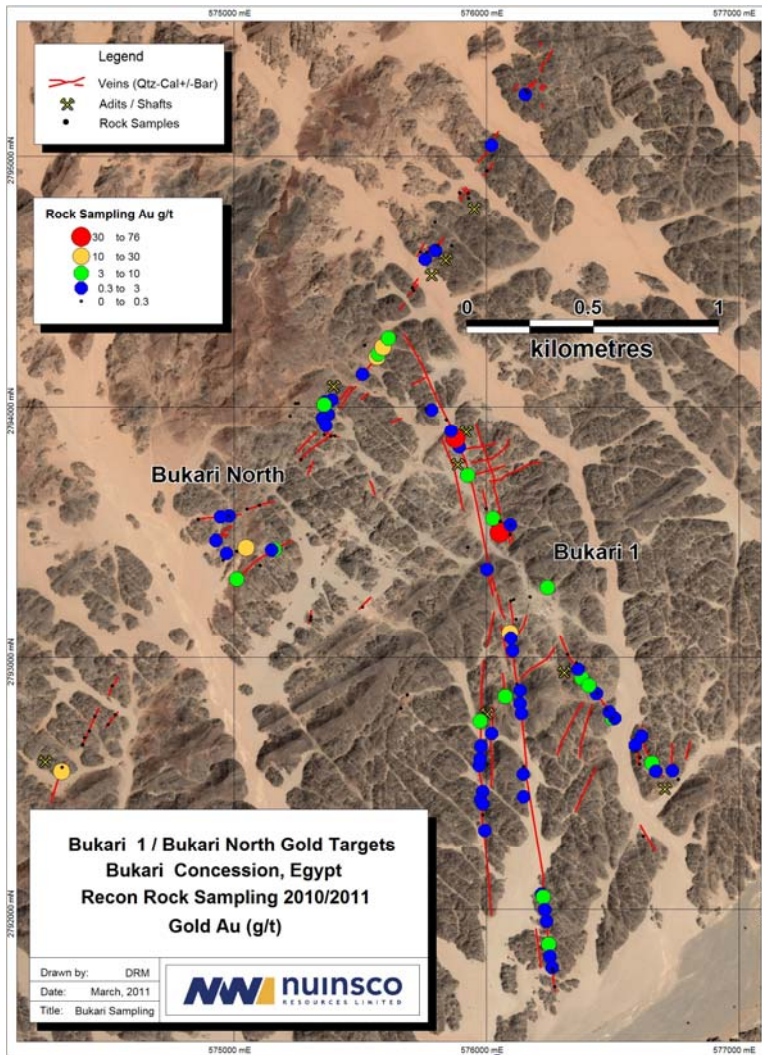 575000 mE
576000 mE
577000 mE
Legend
Veins (Qtz-Cal+/-Bar)
Adits / Shafts
Rock Samples
2795000 mN
Rock Sampling Au g/t
30 to 76
10 to 30
3 to 10
0.3 to 3
0 to 0.3
0 0.5 1
kilometres
2794000 mN
Bukari North
Bukari 1
2793000 mN
Bukari 1 / Bukari North Gold Targets
Bukari Concession, Egypt
Recon Rock Sampling 2010/2011
Gold Au (g/t)
2792000 mN
Drawn by: DRM
Date: March, 2011
Title: Bukari Sampling
nuinsco
RESOURCES LIMITED
575000 mE
576000 mE
577000 mE